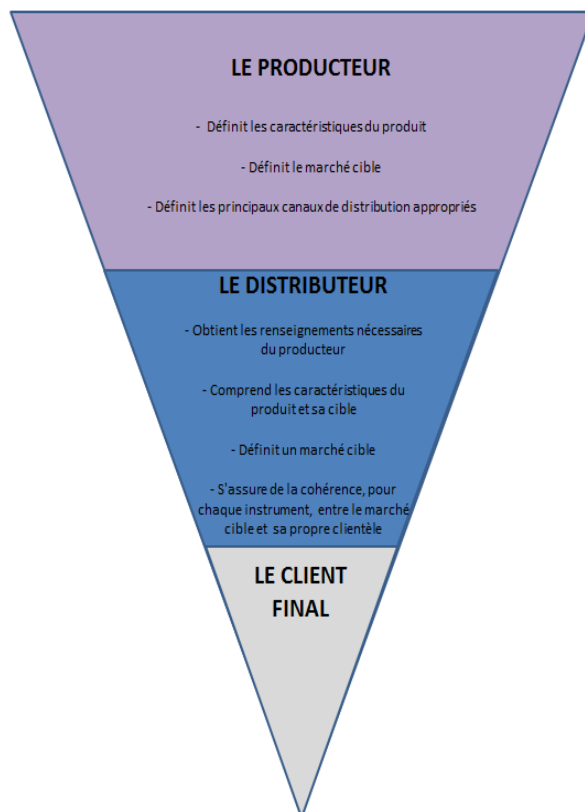 LE PRODUCTEUR
- Définit les caractéristiques du produit
- Définit le marché cible
- Définit les principaux canaux de distribution appropriés
LE DISTRIBUTEUR
- Obtient les renseignements nécessaires
du producteur
- Comprend les caractéristiques du
produit et sa cible
- Définit un marché cible
- S'assure de la cohérence, pour
chaque instrument, entre le marché
cible et sa propre clientèle
LE CLIENT
FINAL